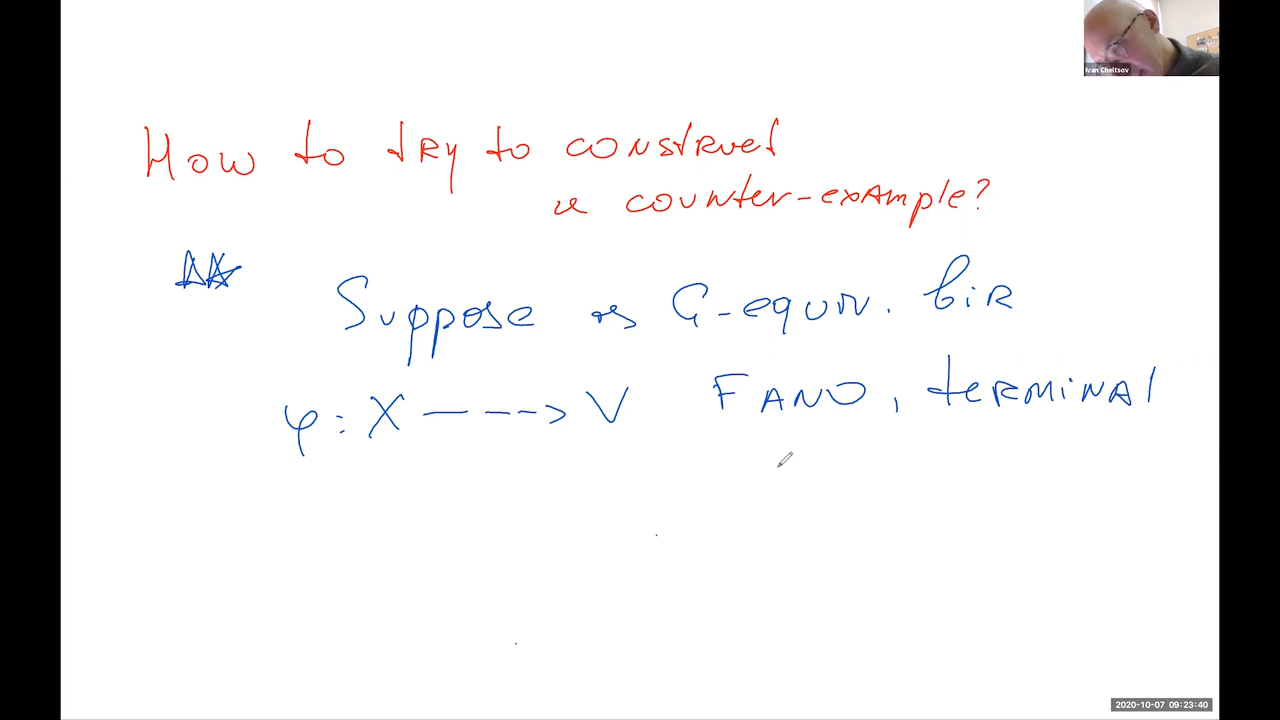 Ivan Cheltsov
How to try to construct
a counter-example?
Suppose G-equiv. bir
φ: X ----> V FANO, terminal
2020-10-07 09:23:40